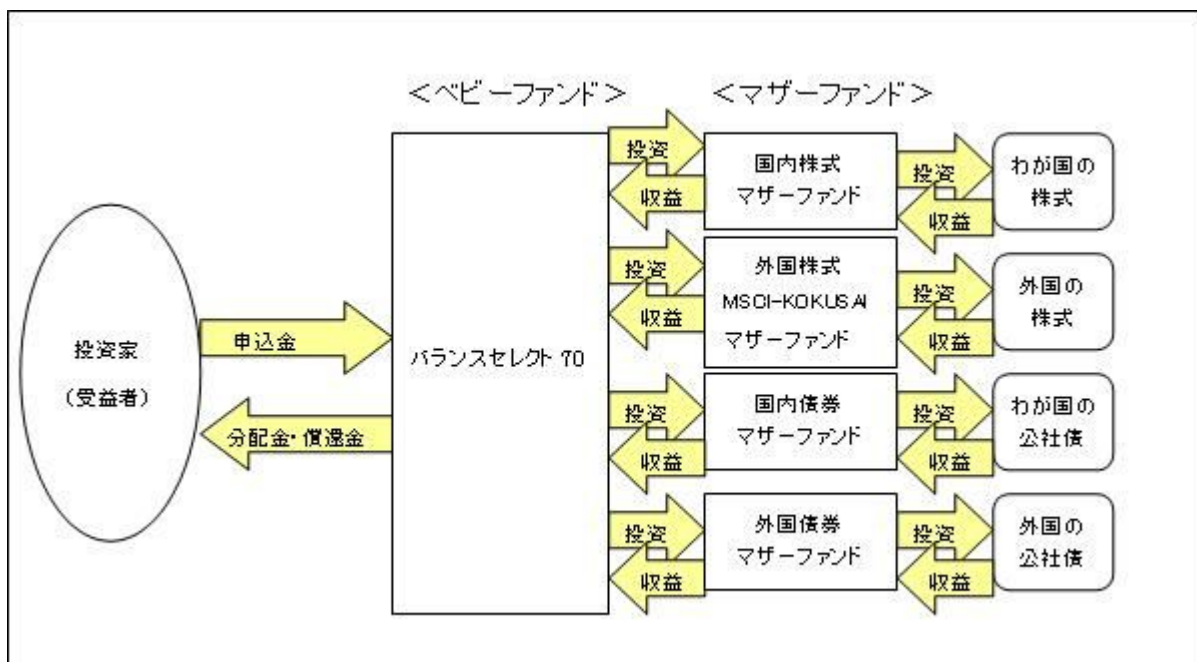 ＜ベビーファンド＞
＜マザーファンド＞
投資家
（受益者）
申込金
分配金・償還金
バランスセレクト70
投資
収益
国内株式
マザーファンド
投資
収益
わが国の
株式
投資
収益
外国株式
MSCI-KOKUSAI
マザーファンド
投資
収益
外国の
株式
投資
収益
国内債券
マザーファンド
投資
収益
わが国の
公社債
投資
収益
外国債券
マザーファンド
投資
収益
外国の
公社債